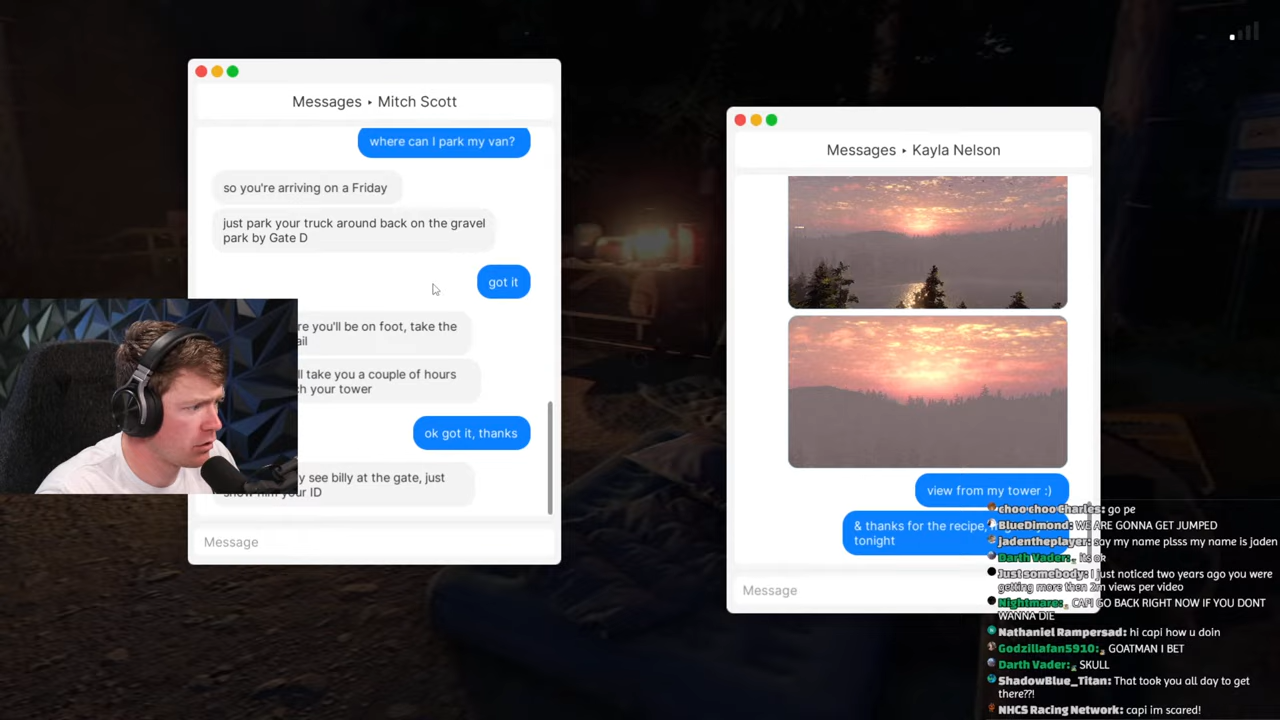 Messages ▸ Mitch Scott
where can I park my van?
so you're arriving on a Friday
just park your truck around back on the gravel
park by Gate D
got it
re you'll be on foot, take the
ail
ll take you a couple of hours
ch your tower
ok got it, thanks
y see billy at the gate, just
your ID
Message
Messages ▸ Kayla Nelson
view from my tower :)
& thanks for the recipe,
tonight
Message
choo choo Charles: go pe
BlueDimond: WE ARE GONNA GET JUMPED
jadentheplayer: say my name plsss my name is jaden
Darth Vader: its or
Just somebody: I just noticed two years ago you were
getting more then 2m views per video
Nightmare: CAPI GO BACK RIGHT NOW IF YOU DONT
WANNA DIE
Nathaniel Rampersad: hi capi how u doin
Godzillafan5910: GOATMAN I BET
Darth Vader: SKULL
ShadowBlue_Titan: That took you all day to get
there??!
NHCS Racing Network: capi im scared!